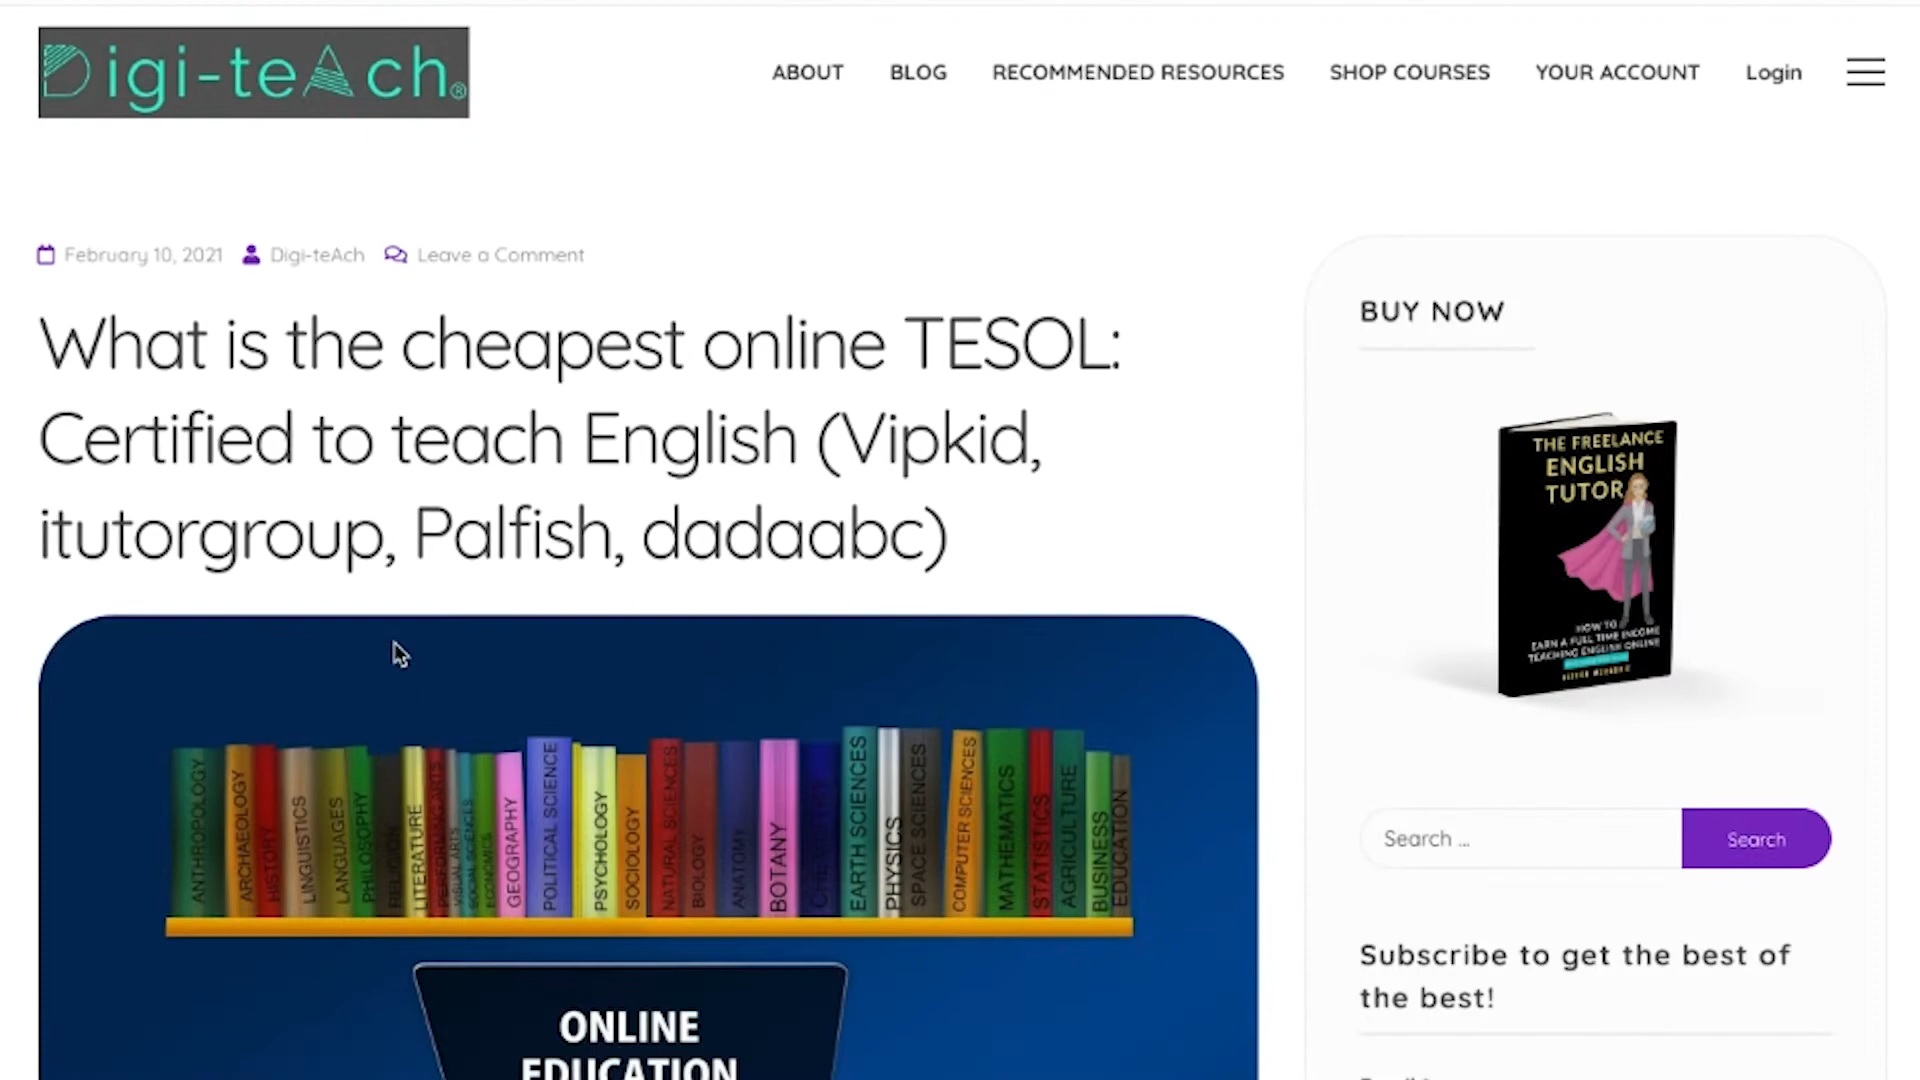 Digi-teAch®
ABOUT BLOG RECOMMENDED RESOURCES SHOP COURSES YOUR ACCOUNT Login
February 10, 2021 Digi-teAch Leave a Comment
What is the cheapest online TESOL:
Certified to teach English (Vipkid,
itutorgroup, Palfish, dadaabc)
ANTHROPOLOGY
ARCHAEOLOGY
HISTORY
LINGUISTICS
LANGUAGES
PHILOSOPHY
RELIGION
LITERATURE
PERFORMING ARTS
VISUAL ARTS
SOCIAL SCIENCES
ECONOMICS
GEOGRAPHY
POLITICAL SCIENCE
PSYCHOLOGY
SOCIOLOGY
NATURAL SCIENCES
BIOLOGY
ANATOMY
BOTANY
CHEMISTRY
EARTH SCIENCES
PHYSICS
SPACE SCIENCES
COMPUTER SCIENCES
MATHEMATICS
STATISTICS
AGRICULTURE
BUSINESS
EDUCATION
ONLINE
EDUCATION
BUY NOW
THE FREELANCE
ENGLISH
TUTOR
HOW TO
EARN A FULL TIME INCOME
TEACHING ENGLISH ONLINE
Search ...
Search
Subscribe to get the best of
the best!